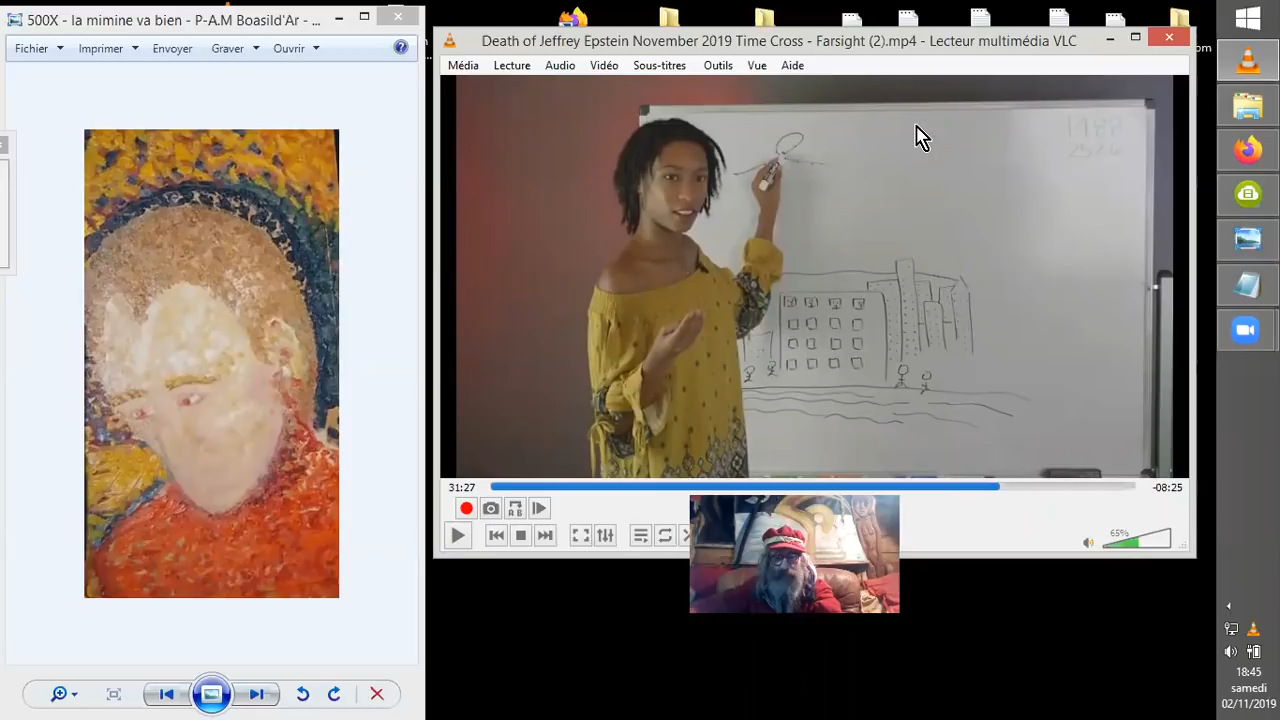 500X - la mimine va bien - P-A.M Boasild'Ar - ...
Fichier Imprimer Envoyer Graver Ouvrir
Death of Jeffrey Epstein November 2019 Time Cross - Farsight (2).mp4 - Lecteur multimédia VLC
Média Lecture Audio Vidéo Sous-titres Outils Vue Aide
31:27
-08:25
A B
65%
om
18:45
samedi
02/11/2019